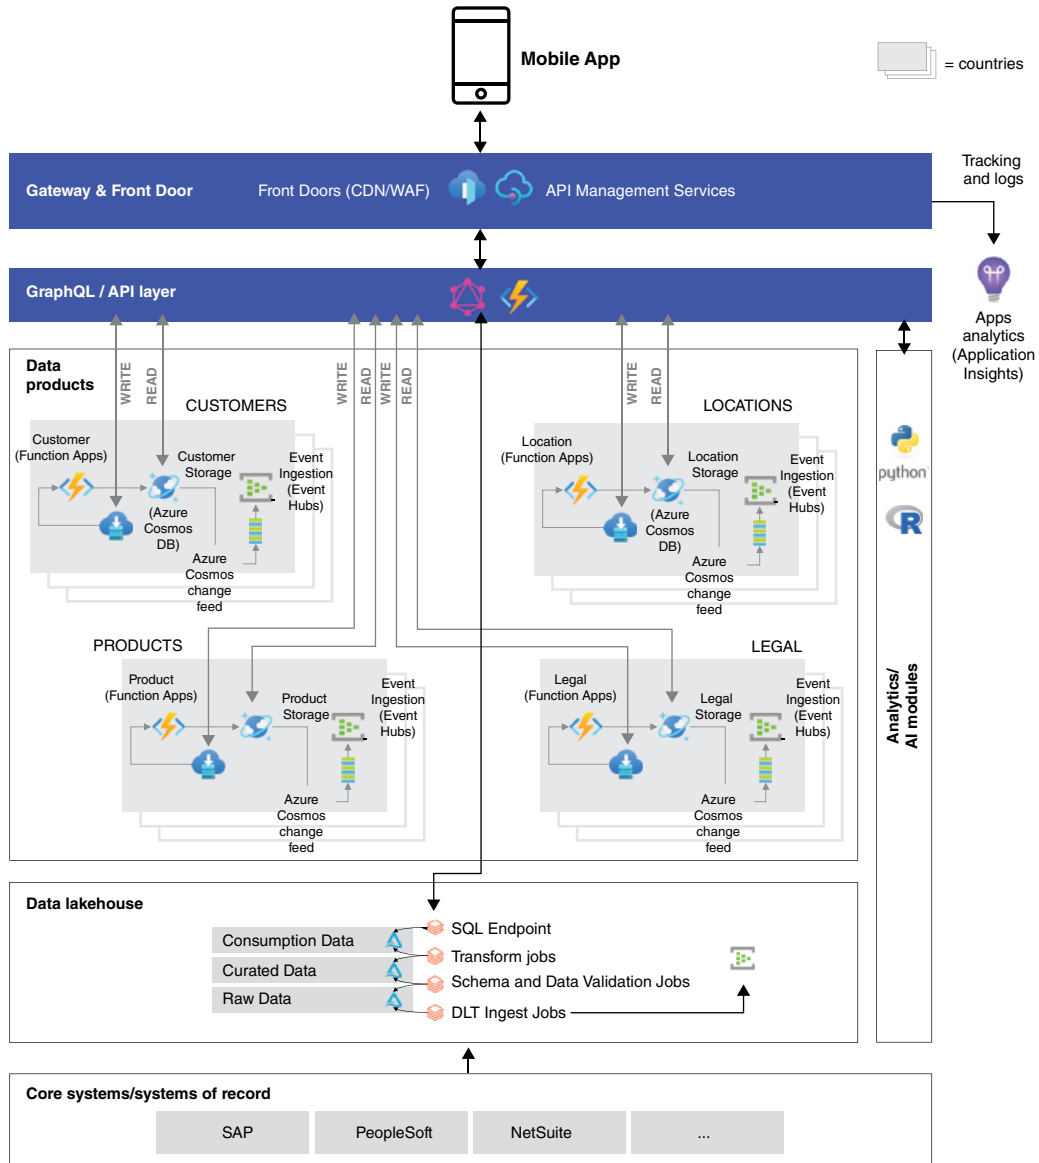 Mobile App
= countries
Tracking
and logs
Gateway & Front Door
Front Doors (CDN/WAF)
API Management Services
GraphQL / API layer
Apps
analytics
(Application
Insights)
Data
products
WRITE
READ
WRITE
READ
WRITE
READ
WRITE
READ
CUSTOMERS
Customer
(Function Apps)
Customer
Storage
(Azure
Cosmos
DB)
Event
Ingestion
(Event
Hubs)
Azure
Cosmos
change
feed
LOCATIONS
Location
(Function Apps)
Location
Storage
(Azure
Cosmos
DB)
Event
Ingestion
(Event
Hubs)
Azure
Cosmos
change
feed
python
R
Analytics/
AI modules
PRODUCTS
Product
(Function Apps)
Product
Storage
Event
Ingestion
(Event
Hubs)
Azure
Cosmos
change
feed
LEGAL
Legal
(Function Apps)
Legal
Storage
Event
Ingestion
(Event
Hubs)
Azure
Cosmos
change
feed
Data lakehouse
Consumption Data
Curated Data
Raw Data
SQL Endpoint
Transform jobs
Schema and Data Validation Jobs
DLT Ingest Jobs
Core systems/systems of record
SAP
PeopleSoft
NetSuite
...